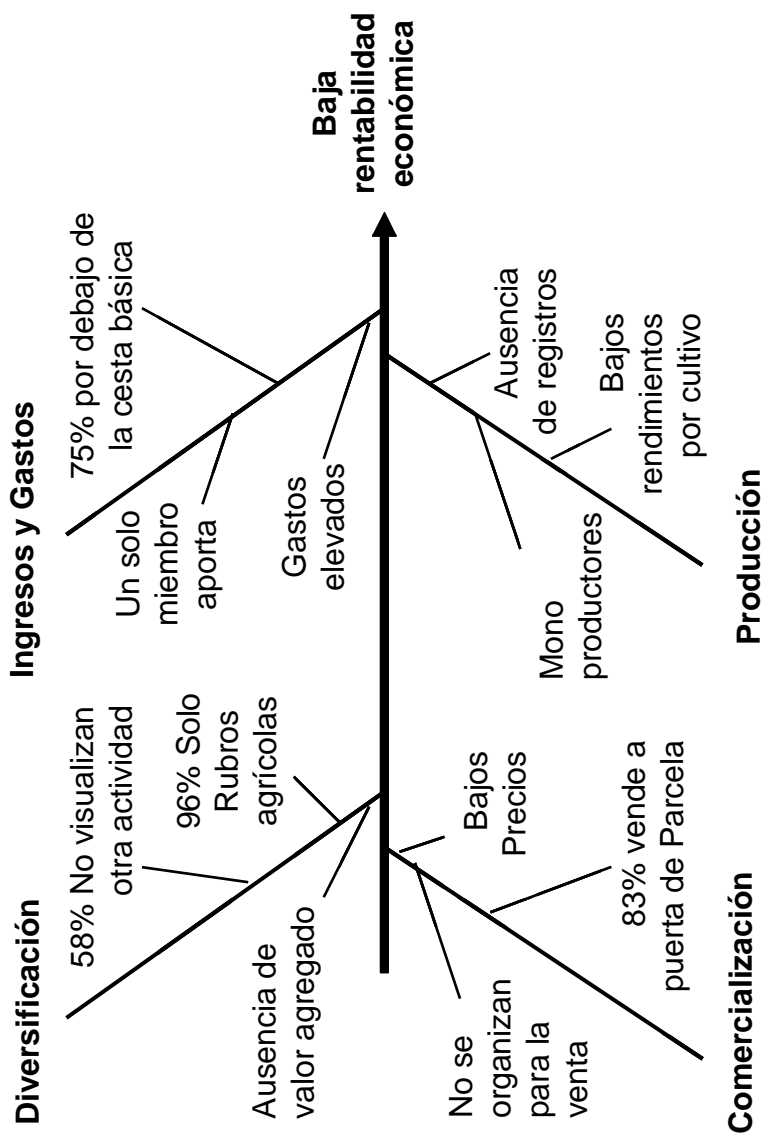 Diversificación
Ingresos y Gastos
58% No visualizan
otra actividad
96% Solo
Rubros
agrícolas
Ausencia de
valor agregado
75% por debajo de
la cesta básica
Un solo
miembro
aporta
Gastos
elevados
Baja
rentabilidad
económica
No se
organizan
para la
venta
Bajos
Precios
83% vende a
puerta de Parcela
Mono
productores
Ausencia
de registros
Bajos
rendimientos
por cultivo
Comercialización
Producción